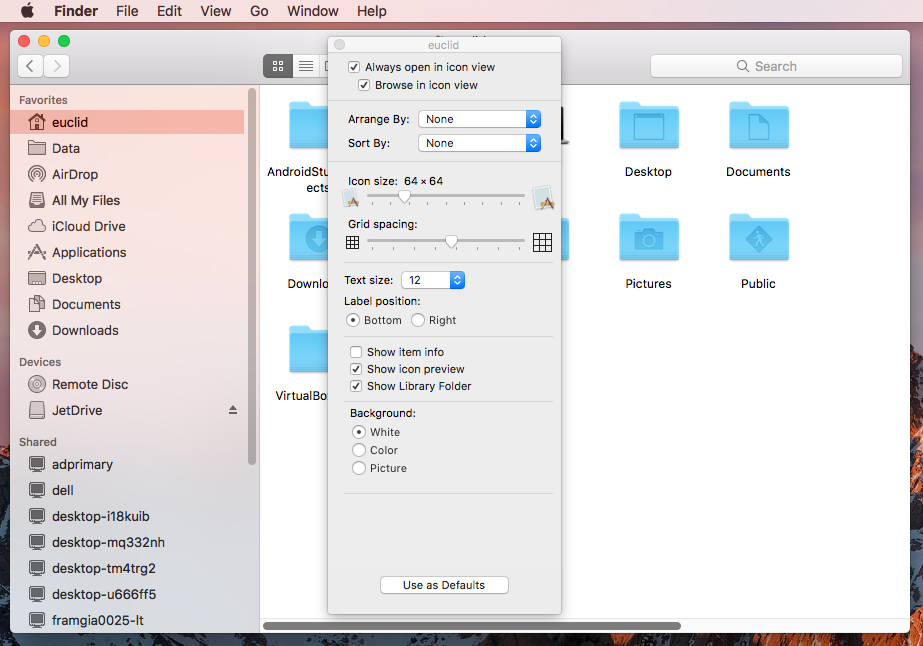 Finder File Edit View Go Window Help
euclid
Search
Favorites
euclid
Data
AirDrop
All My Files
iCloud Drive
Applications
Desktop
Documents
Downloads
Devices
Remote Disc
JetDrive
Shared
adprimary
dell
desktop-i18kuib
desktop-mq332nh
desktop-tm4trg2
desktop-u666ff5
framgia0025-lt
AndroidStu
ects
Downlo
VirtualBo
Always open in icon view
Browse in icon view
Arrange By: None
Sort By: None
Icon size: 64 × 64
Grid spacing:
Text size: 12
Label position:
Bottom Right
Show item info
Show icon preview
Show Library Folder
Background:
White
Color
Picture
Use as Defaults
Desktop Documents
Pictures Public